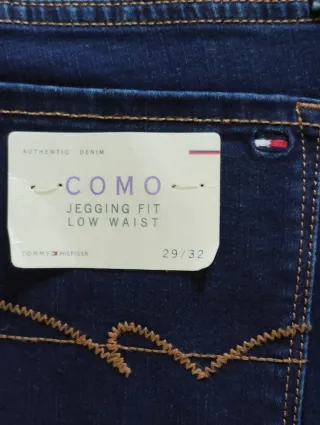 AUTHENTIC DENIM
COMO
JEGGING FIT
LOW WAIST
TOMMY HILFIGER
29/32